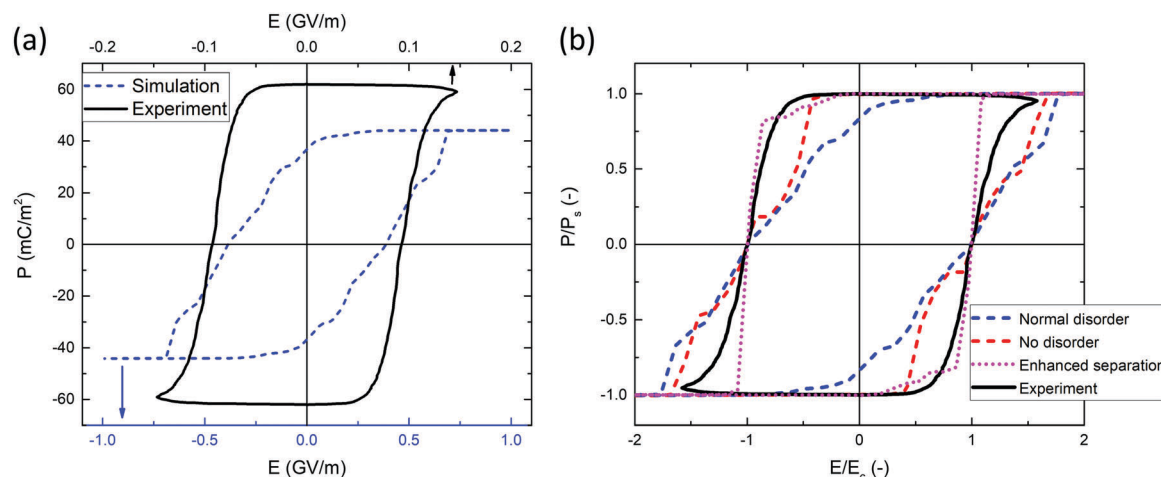 (a)
E (GV/m)
-0.2 -0.1 0.0 0.1 0.2
Simulation
Experiment
60
40
20
0
-20
-40
-60
P (mC/m²)
-1.0 -0.5 0.0 0.5 1.0
E (GV/m)
(b)
1.0
0.5
0.0
-0.5
-1.0
P/Pₛ (-)
Normal disorder
No disorder
Enhanced separation
Experiment
-2 -1 0 1 2
E/E꜀ (-)